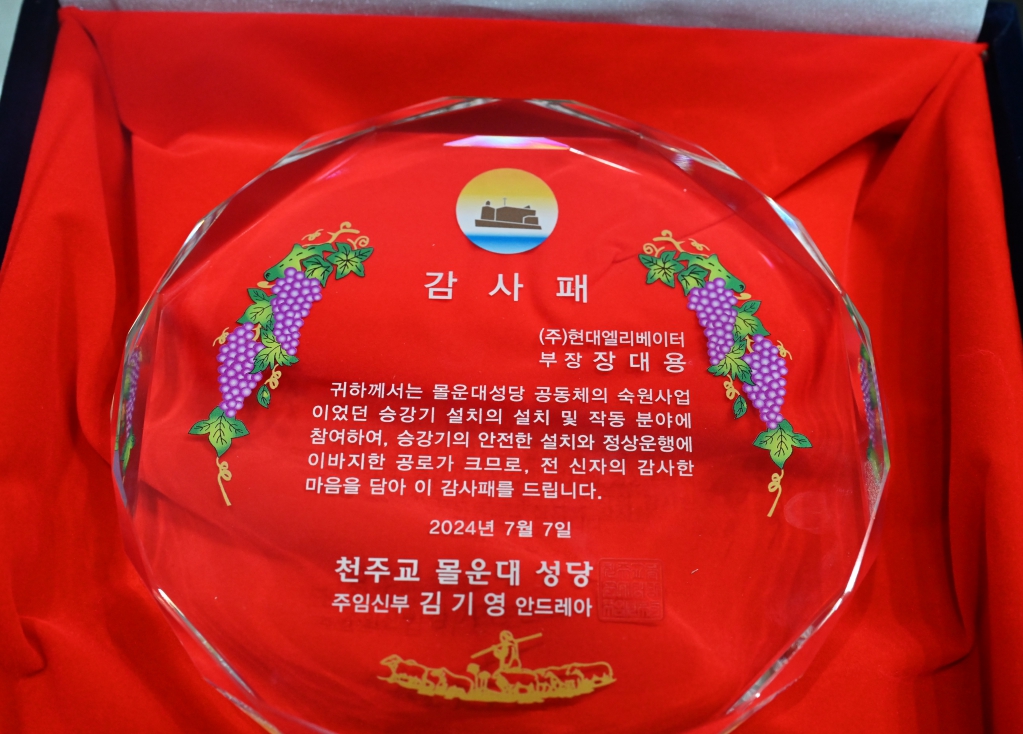 감 사 패
(주)현대엘리베이터
부 장 장 대 용
귀하께서는 몰운대성당 공동체의 숙원사업
이었던 승강기 설치의 설치 및 작동 분야에
참여하여, 승강기의 안전한 설치와 정상운행에
이바지한 공로가 크므로, 전 신자의 감사한
마음을 담아 이 감사패를 드립니다.
2024년 7월 7일
천주교 몰운대 성당
주임신부 김 기 영 안드레아